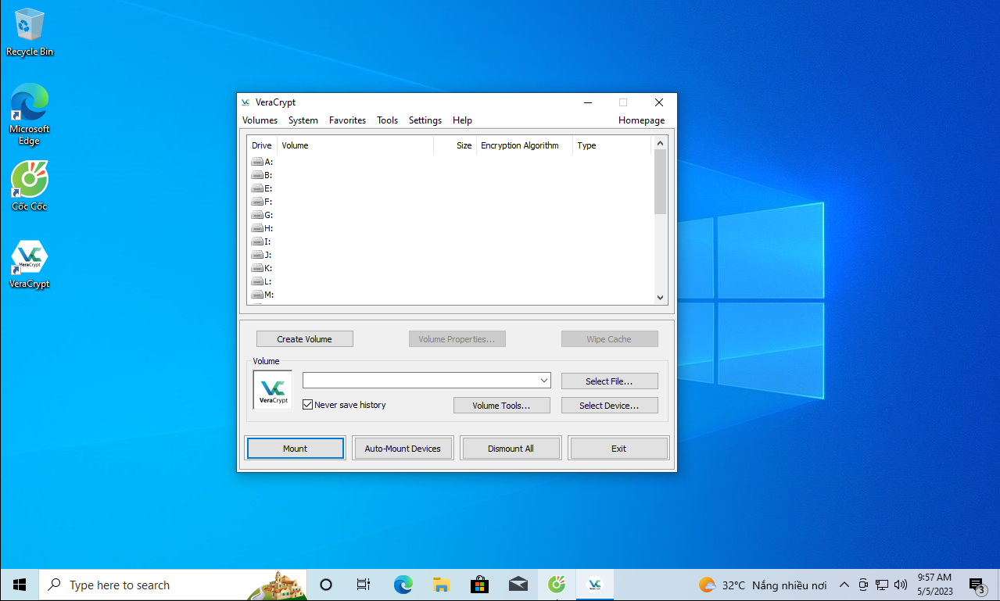 Recycle Bin
Microsoft
Edge
Cốc Cốc
VeraCrypt
VeraCrypt
VeraCrypt
Volumes System Favorites Tools Settings Help Homepage
Drive Volume Size Encryption Algorithm Type
A:
B:
E:
F:
G:
H:
I:
J:
K:
L:
M:
Create Volume Volume Properties... Wipe Cache
Volume
VeraCrypt
Select File...
Never save history Volume Tools... Select Device...
Mount Auto-Mount Devices Dismount All Exit
Type here to search
32°C Nắng nhiều nơi
9:57 AM
5/5/2023
3